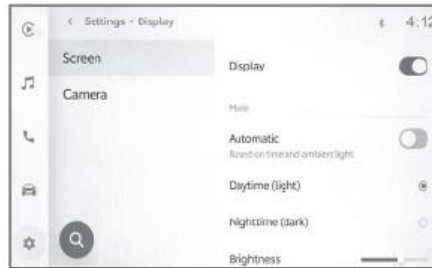 Settings - Display
4:12
Screen
Camera
Display
Mode
Automatic
Based on time and ambient light
Daytime (light)
Nighttime (dark)
Brightness